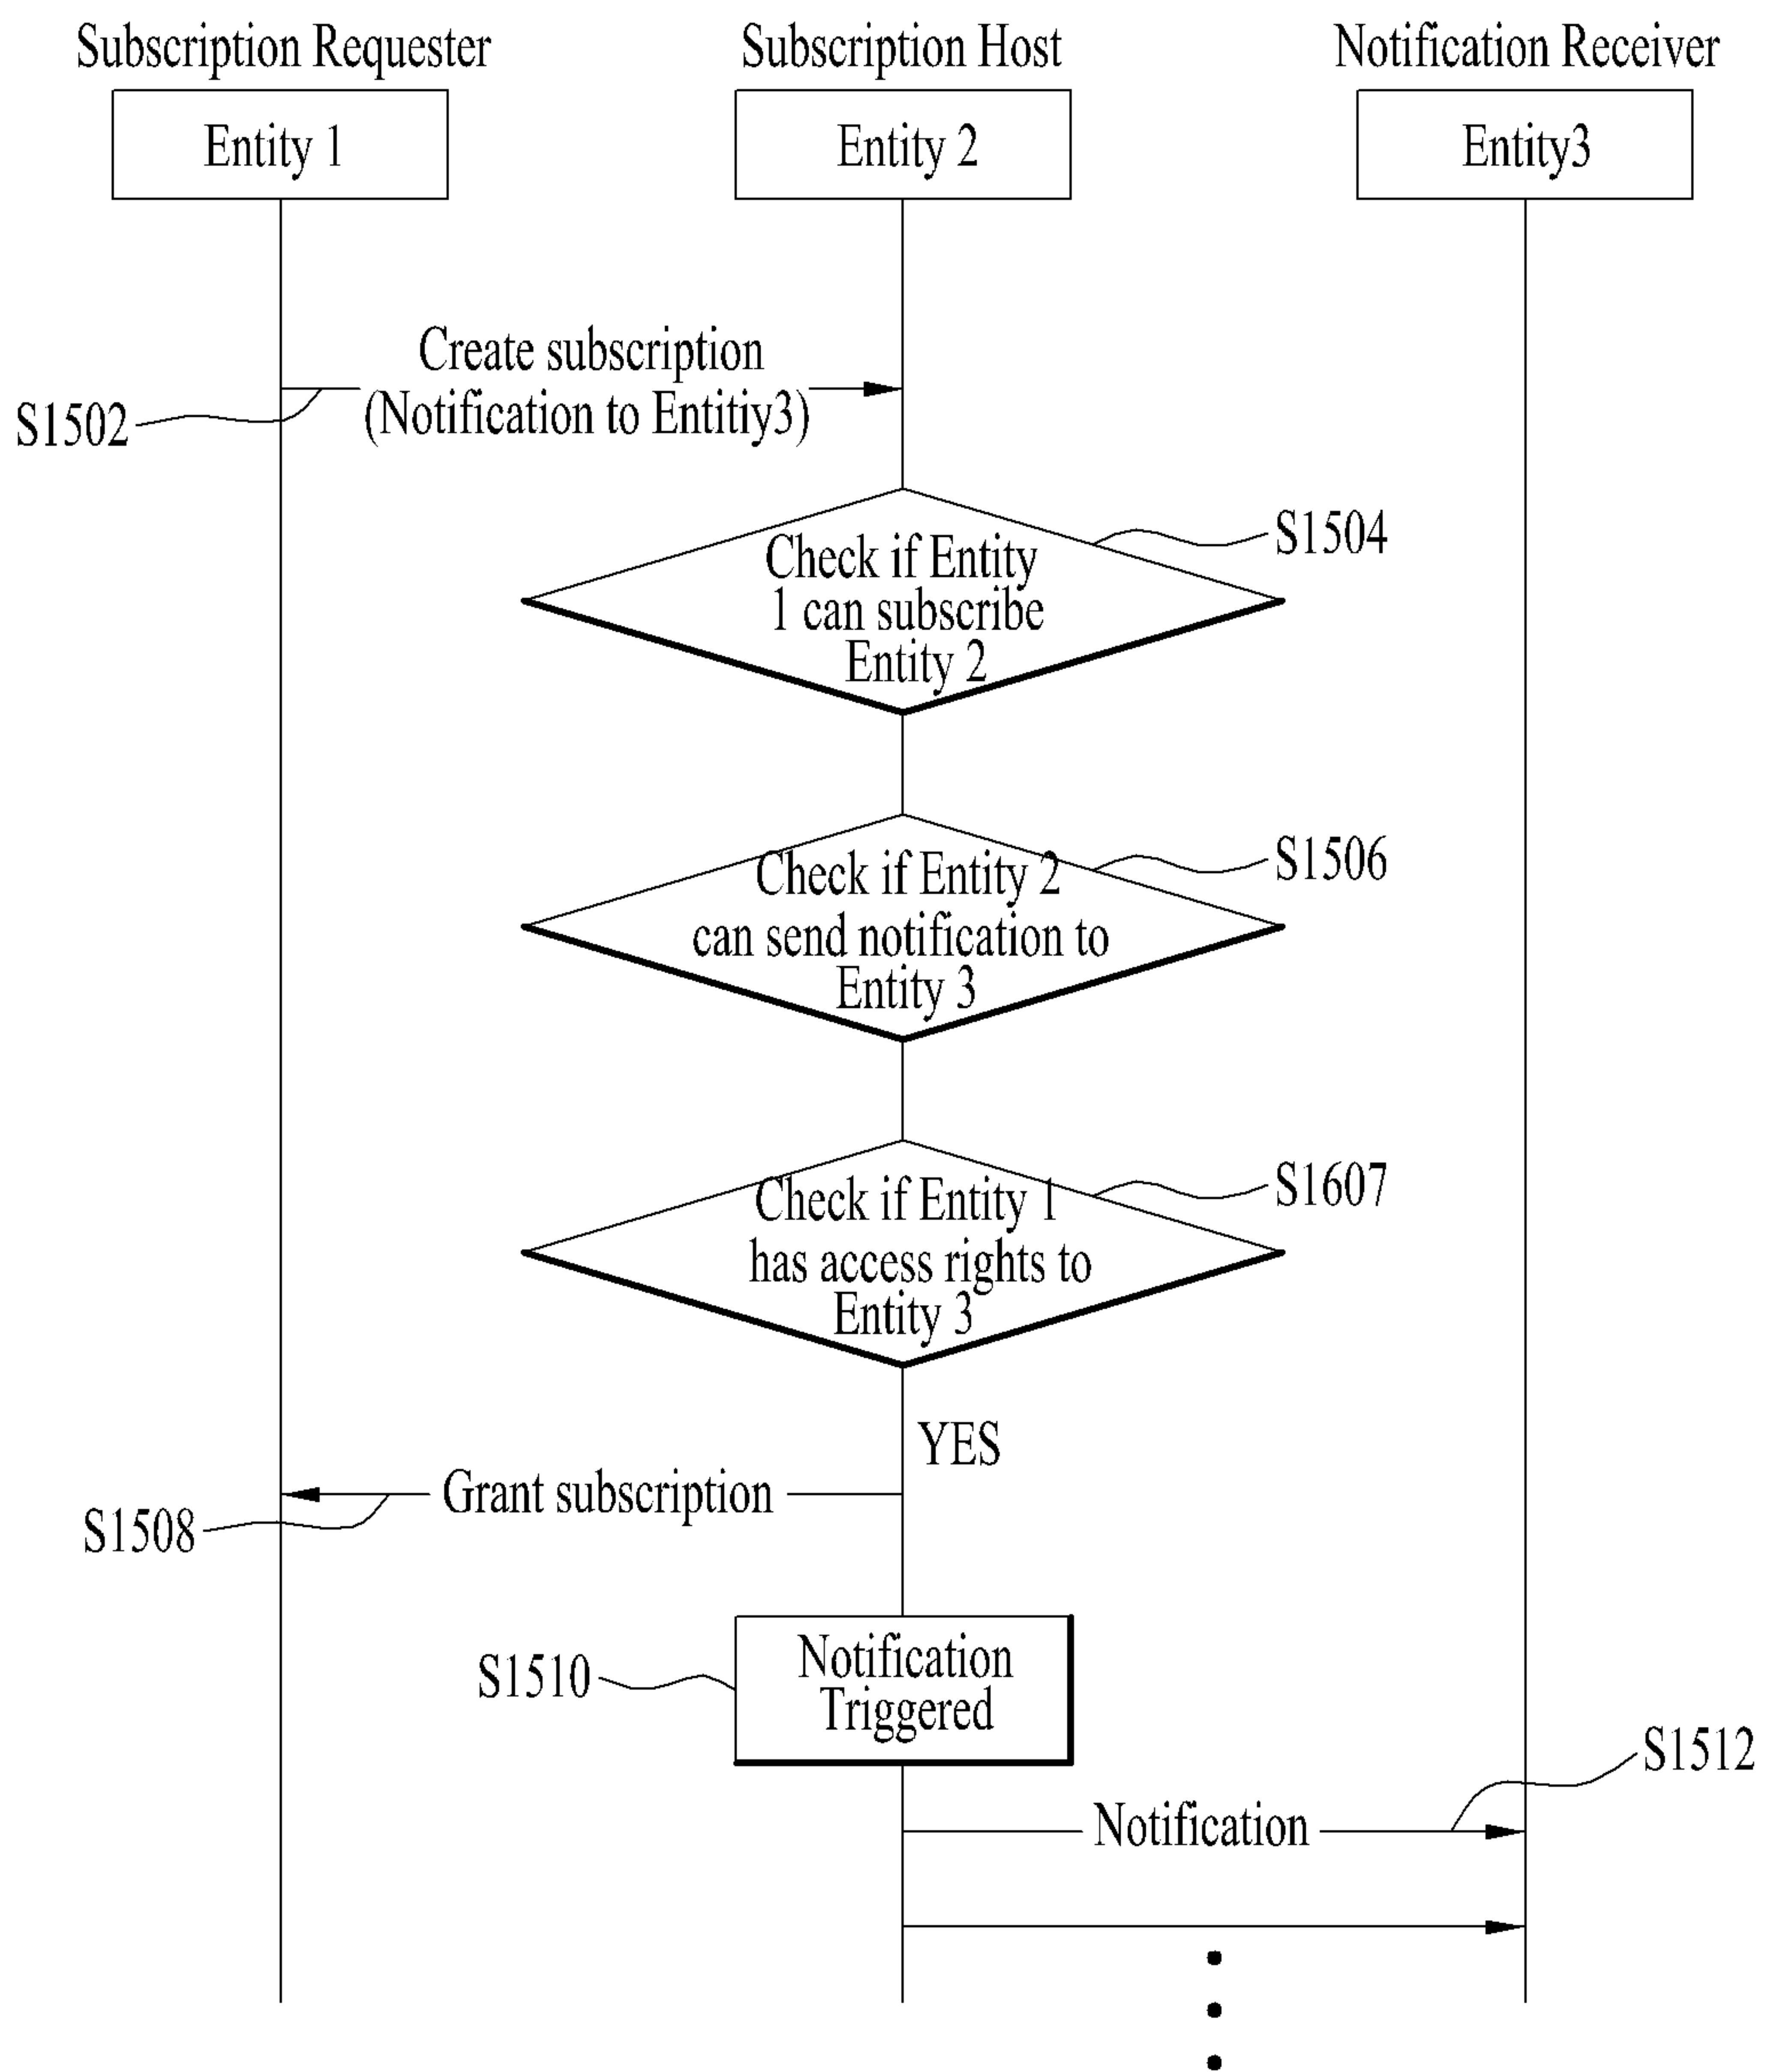 Subscription Requester
Subscription Host
Notification Receiver
Entity 1
Entity 2
Entity3
Create subscription
(Notification to Entitiy3)
S1502
S1504
Check if Entity
1 can subscribe
Entity 2
S1506
Check if Entity 2
can send notification to
Entity 3
S1607
Check if Entity 1
has access rights to
Entity 3
YES
Grant subscription
S1508
S1510
Notification
Triggered
S1512
Notification